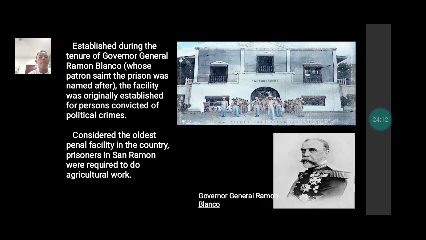 Established during the
tenure of Governor General
Ramon Blanco (whose
patron saint the prison was
named after), the facility
was originally established
for persons convicted of
political crimes.
Considered the oldest
penal facility in the country,
prisoners in San Ramon
were required to do
agricultural work.
24:12
Governor General Ramon
Blanco